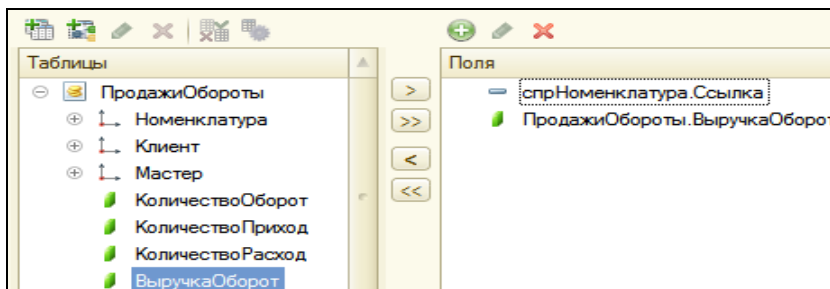 Таблицы
ПродажиОбороты
Номенклатура
Клиент
Мастер
КоличествоОборот
КоличествоПриход
КоличествоРасход
ВыручкаОборот
>
>>
<
<<
Поля
спрНоменклатура.Ссылка
ПродажиОбороты.ВыручкаОборот